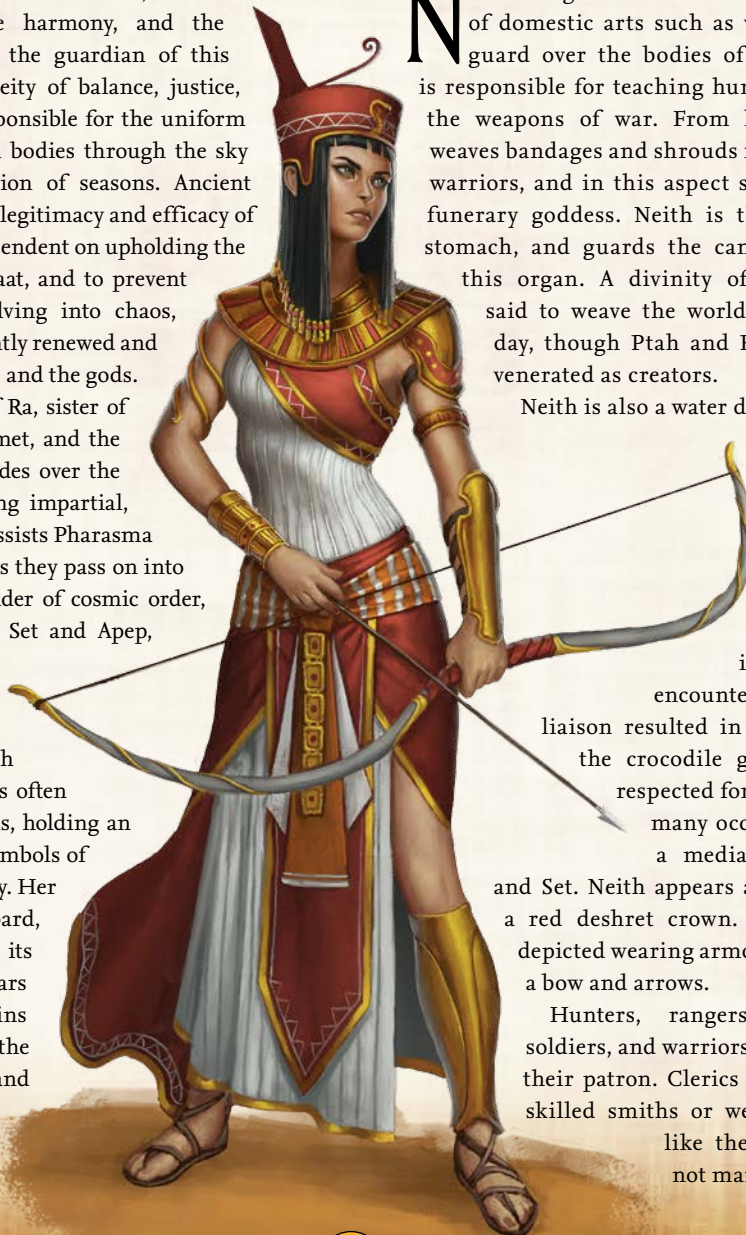 e harmony, and the
the guardian of this
eity of balance, justice,
ponsible for the uniform
bodies through the sky
ion of seasons. Ancient
legitimacy and efficacy of
endent on upholding the
aat, and to prevent
lving into chaos,
tly renewed and
and the gods.
f Ra, sister of
met, and the
des over the
ng impartial,
ssists Pharasma
s they pass on into
der of cosmic order,
Set and Apep,
h
s often
s, holding an
mbols of
y. Her
ard,
its
ars
ins
the
and
N
of domestic arts such as
guard over the bodies of
is responsible for teaching hu
the weapons of war. From
weaves bandages and shrouds
warriors, and in this aspect s
funerary goddess. Neith is t
stomach, and guards the can
this organ. A divinity of
said to weave the world
day, though Ptah and
venerated as creators.
Neith is also a water d
i
encounte
liaison resulted in
the crocodile g
respected for
many occ
a media
and Set. Neith appears a
a red deshret crown.
depicted wearing armo
a bow and arrows.
Hunters, rangers
soldiers, and warriors
their patron. Clerics
skilled smiths or we
like the
not ma